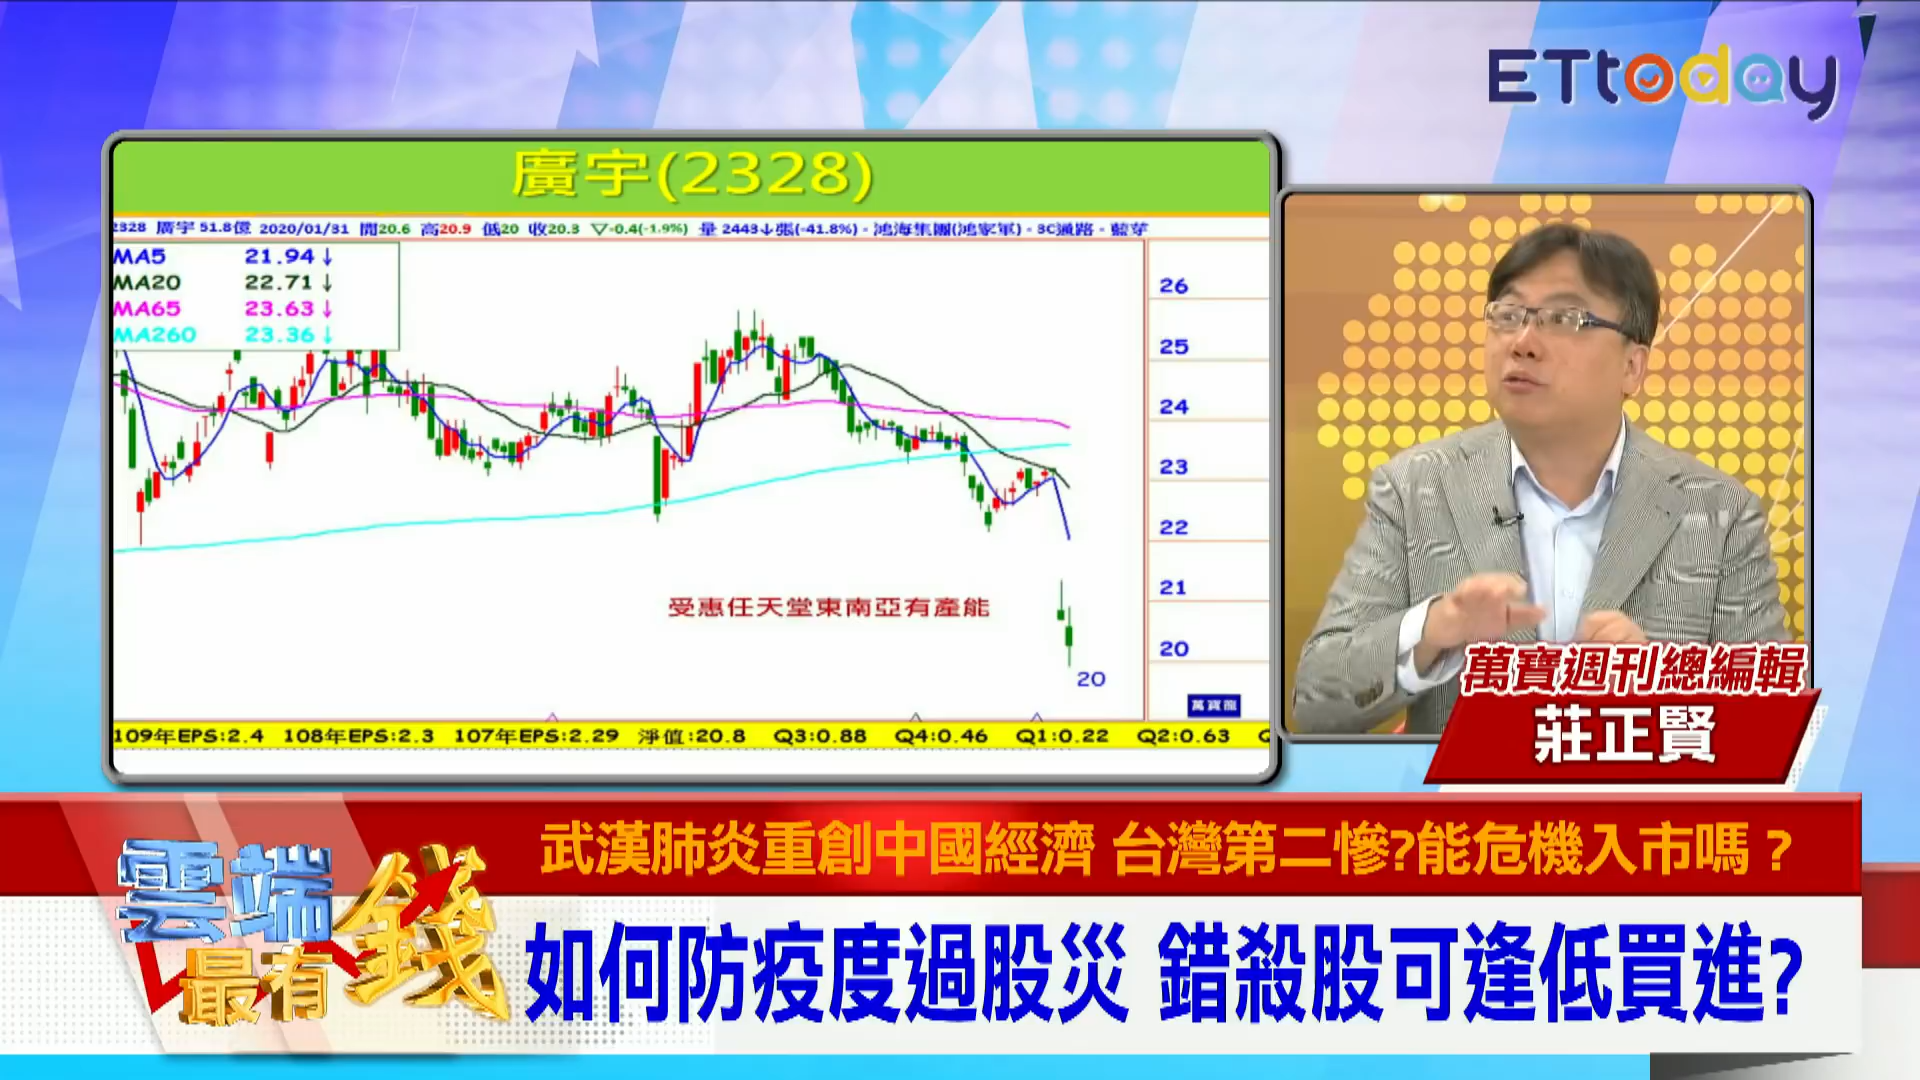 ETtoday
廣宇(2328)
2328 廣宇 51.8億 2020/01/31 開20.6 高20.9 低20 收20.3 ▽-0.4(-1.9%) 量 2443↓張(-41.8%)。鴻海集團(鴻家軍)。3C通路。藍芽
MA5 21.94↓
MA20 22.71↓
MA65 23.63↓
MA260 23.36↓
26
25
24
23
22
21
20
受惠任天堂東南亞有產能
20
萬寶龍
109年EPS:2.4 108年EPS:2.3 107年EPS:2.29 淨值:20.8 Q3:0.88 Q4:0.46 Q1:0.22 Q2:0.63
萬寶週刊總編輯
莊正賢
雲端最有錢
武漢肺炎重創中國經濟 台灣第二慘?能危機入市嗎？
如何防疫度過股災 錯殺股可逢低買進?